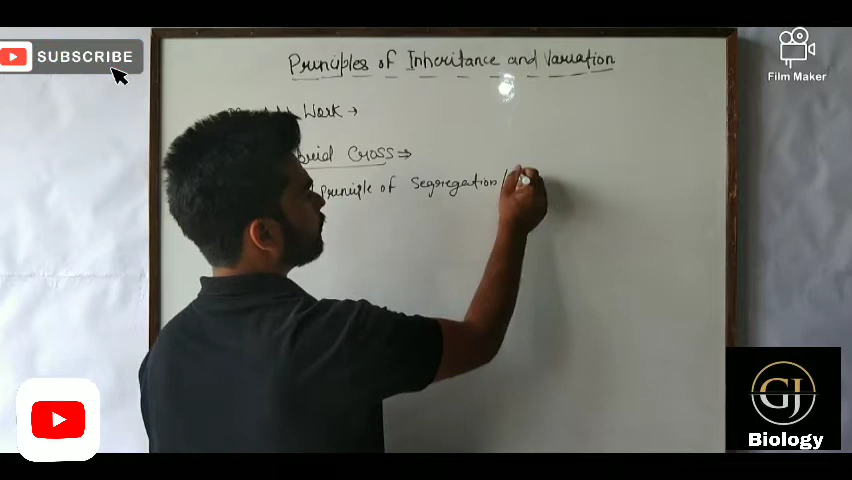 SUBSCRIBE
Principles of Inheritance and Variation
Film Maker
Work →
Cross ⇒
Principle of Segregation /
GJ
Biology